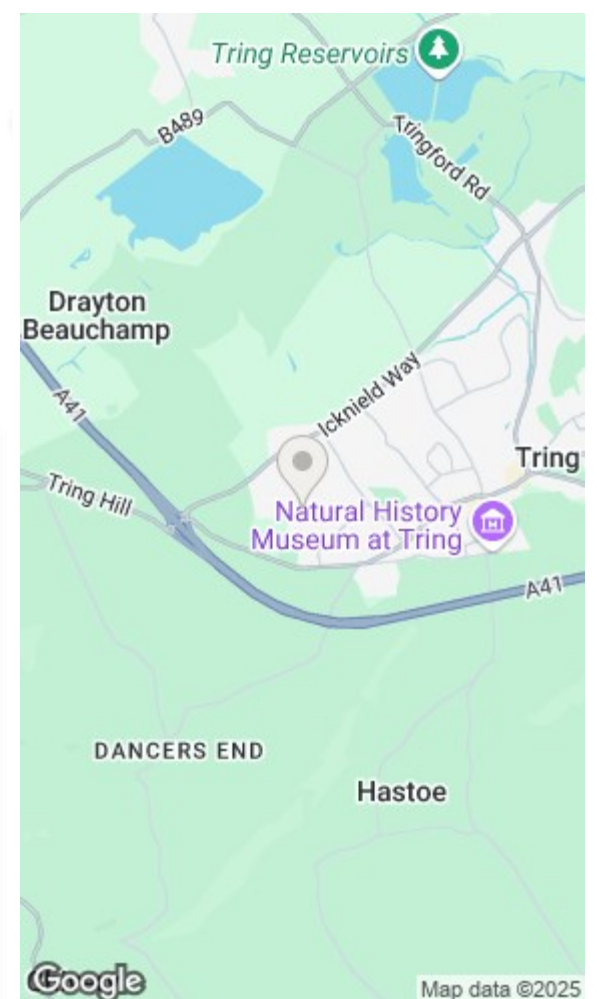 Tring Reservoirs
B489
Tringford Rd
Drayton
Beauchamp
A41
Icknield Way
Tring Hill
Tring
Natural History
Museum at Tring
A41
DANCERS END
Hastoe
Google
Map data ©2025